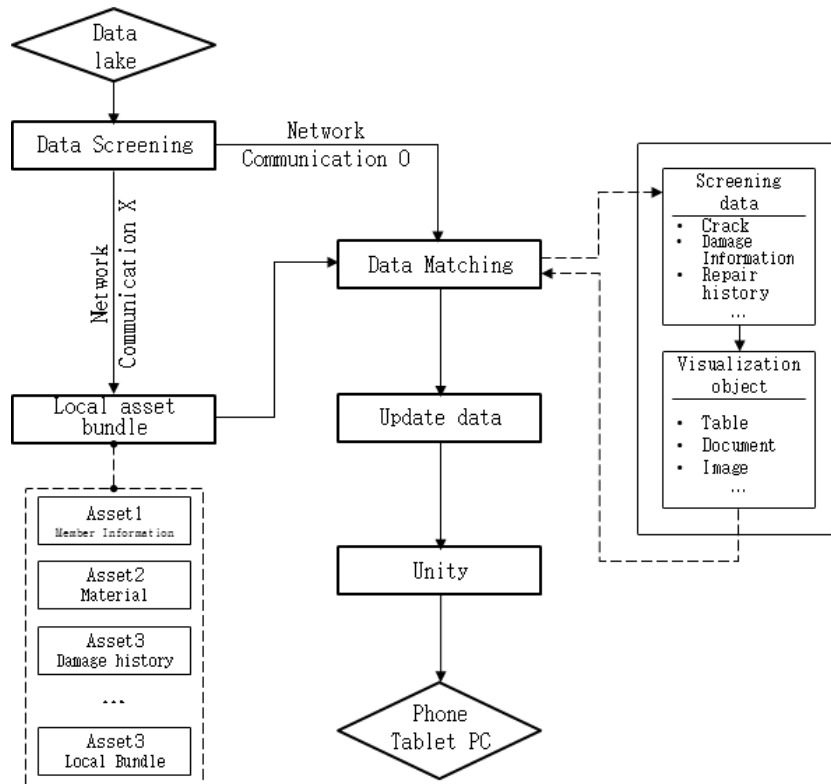 Data
lake
Data Screening
Network
Communication O
Network
Communication X
Data Matching
Screening
data
• Crack
• Damage
Information
• Repair
history
...
Visualization
object
• Table
• Document
• Image
...
Local asset
bundle
Update data
Asset1
Member Information
Asset2
Material
Asset3
Damage history
...
Asset3
Local Bundle
Unity
Phone
Tablet PC